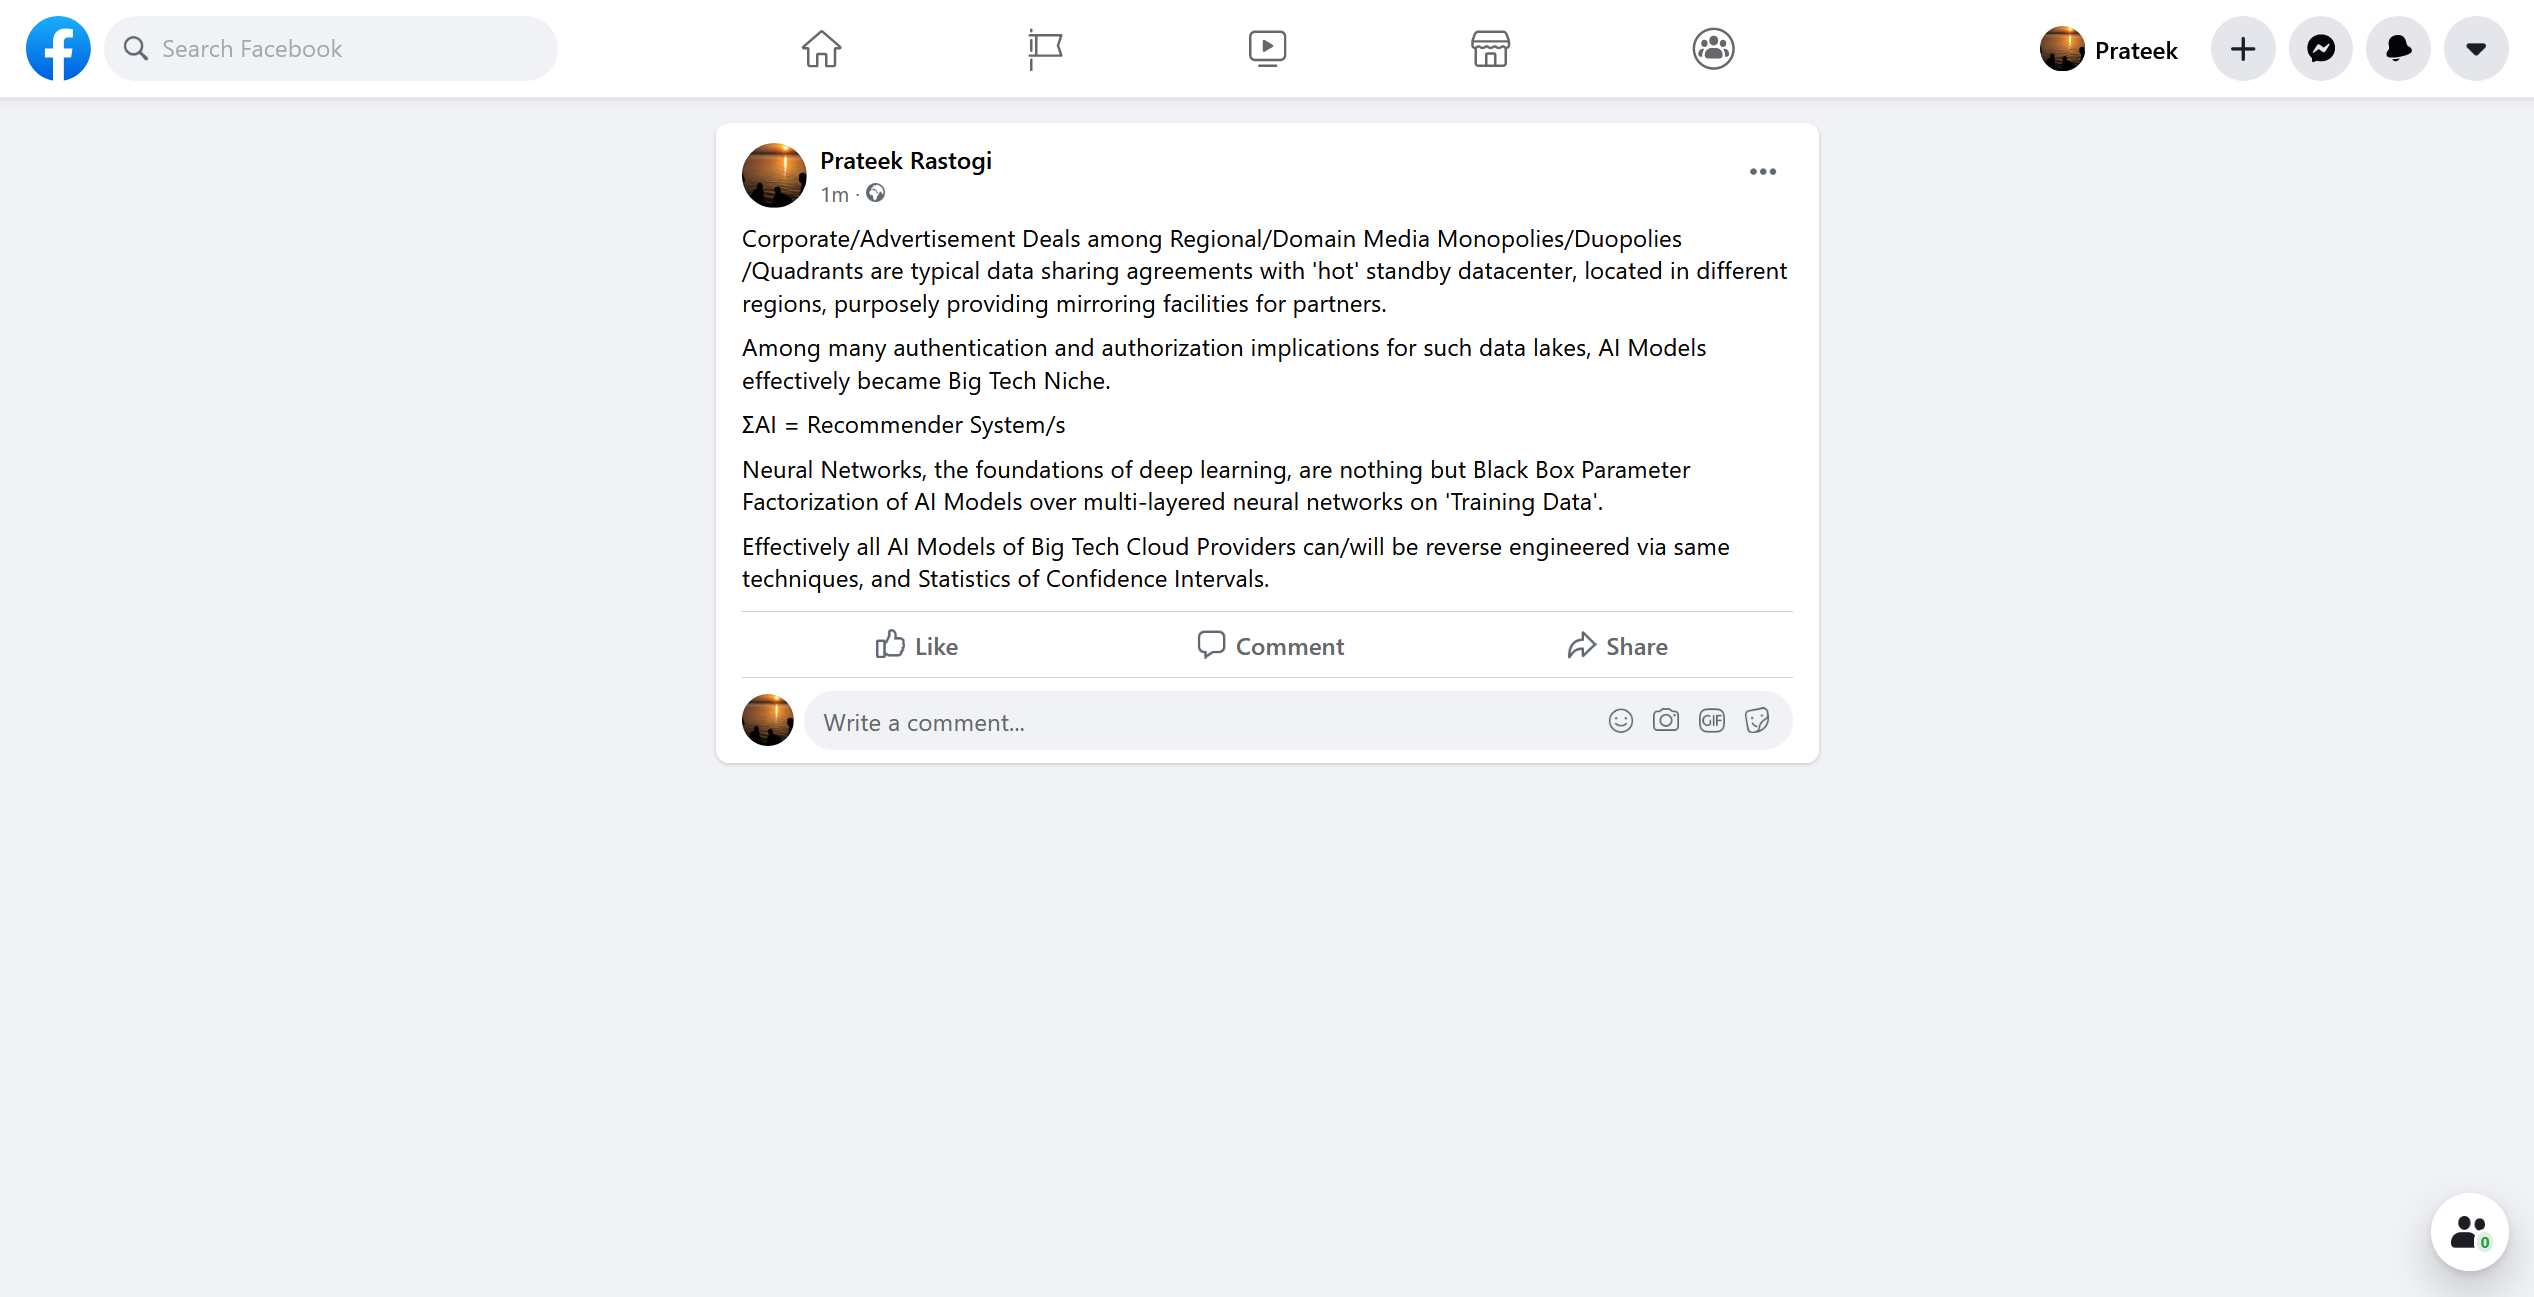 Search Facebook
Prateek
Prateek Rastogi
1m ·
Corporate/Advertisement Deals among Regional/Domain Media Monopolies/Duopolies
/Quadrants are typical data sharing agreements with 'hot' standby datacenter, located in different
regions, purposely providing mirroring facilities for partners.
Among many authentication and authorization implications for such data lakes, AI Models
effectively became Big Tech Niche.
ΣAI = Recommender System/s
Neural Networks, the foundations of deep learning, are nothing but Black Box Parameter
Factorization of AI Models over multi-layered neural networks on 'Training Data'.
Effectively all AI Models of Big Tech Cloud Providers can/will be reverse engineered via same
techniques, and Statistics of Confidence Intervals.
Like Comment Share
Write a comment... GIF
0